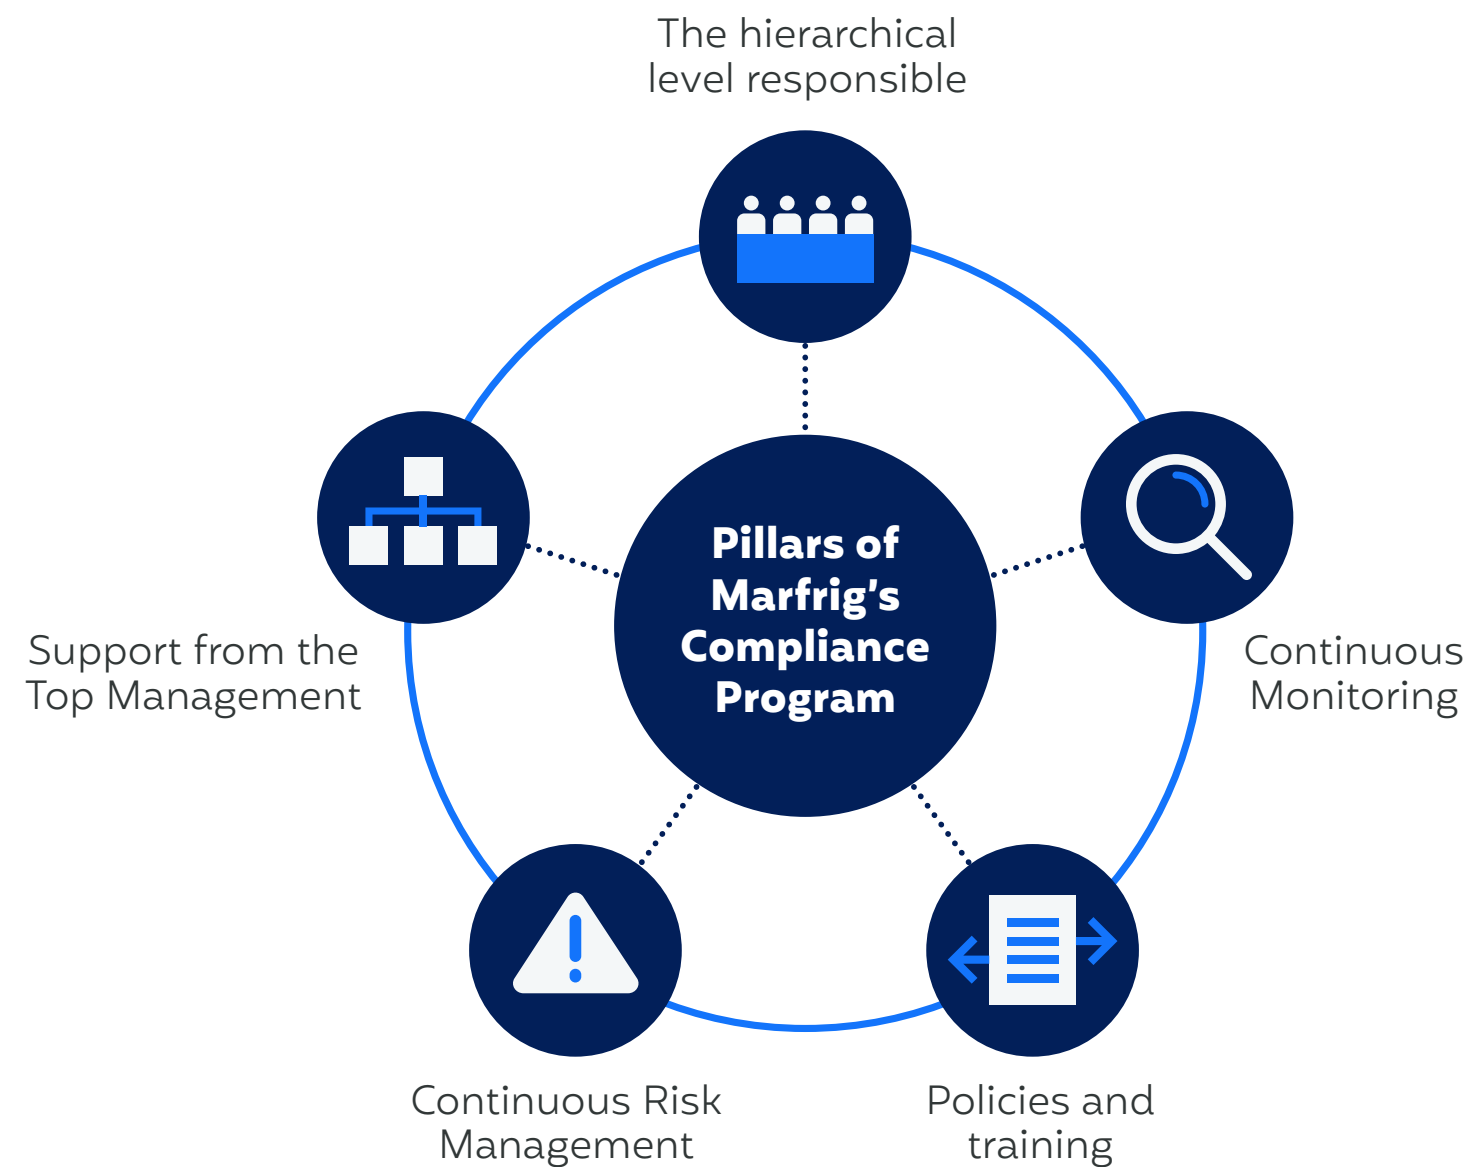 The hierarchical
level responsible
Pillars of
Marfrig's
Compliance
Program
Support from the
Top Management
Continuous
Monitoring
Continuous Risk
Management
Policies and
training